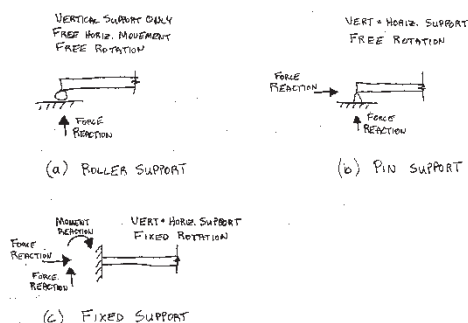 VERTICAL SUPPORT ONLY
FREE HORIZ. MOVEMENT
FREE ROTATION
FORCE
REACTION
(a) ROLLER SUPPORT
VERT + HORIZ. SUPPORT
FREE ROTATION
FORCE
REACTION
FORCE
REACTION
(b) PIN SUPPORT
MOMENT
REACTION
VERT + HORIZ. SUPPORT
FIXED ROTATION
FORCE
REACTION
FORCE
REACTION
(c) FIXED SUPPORT